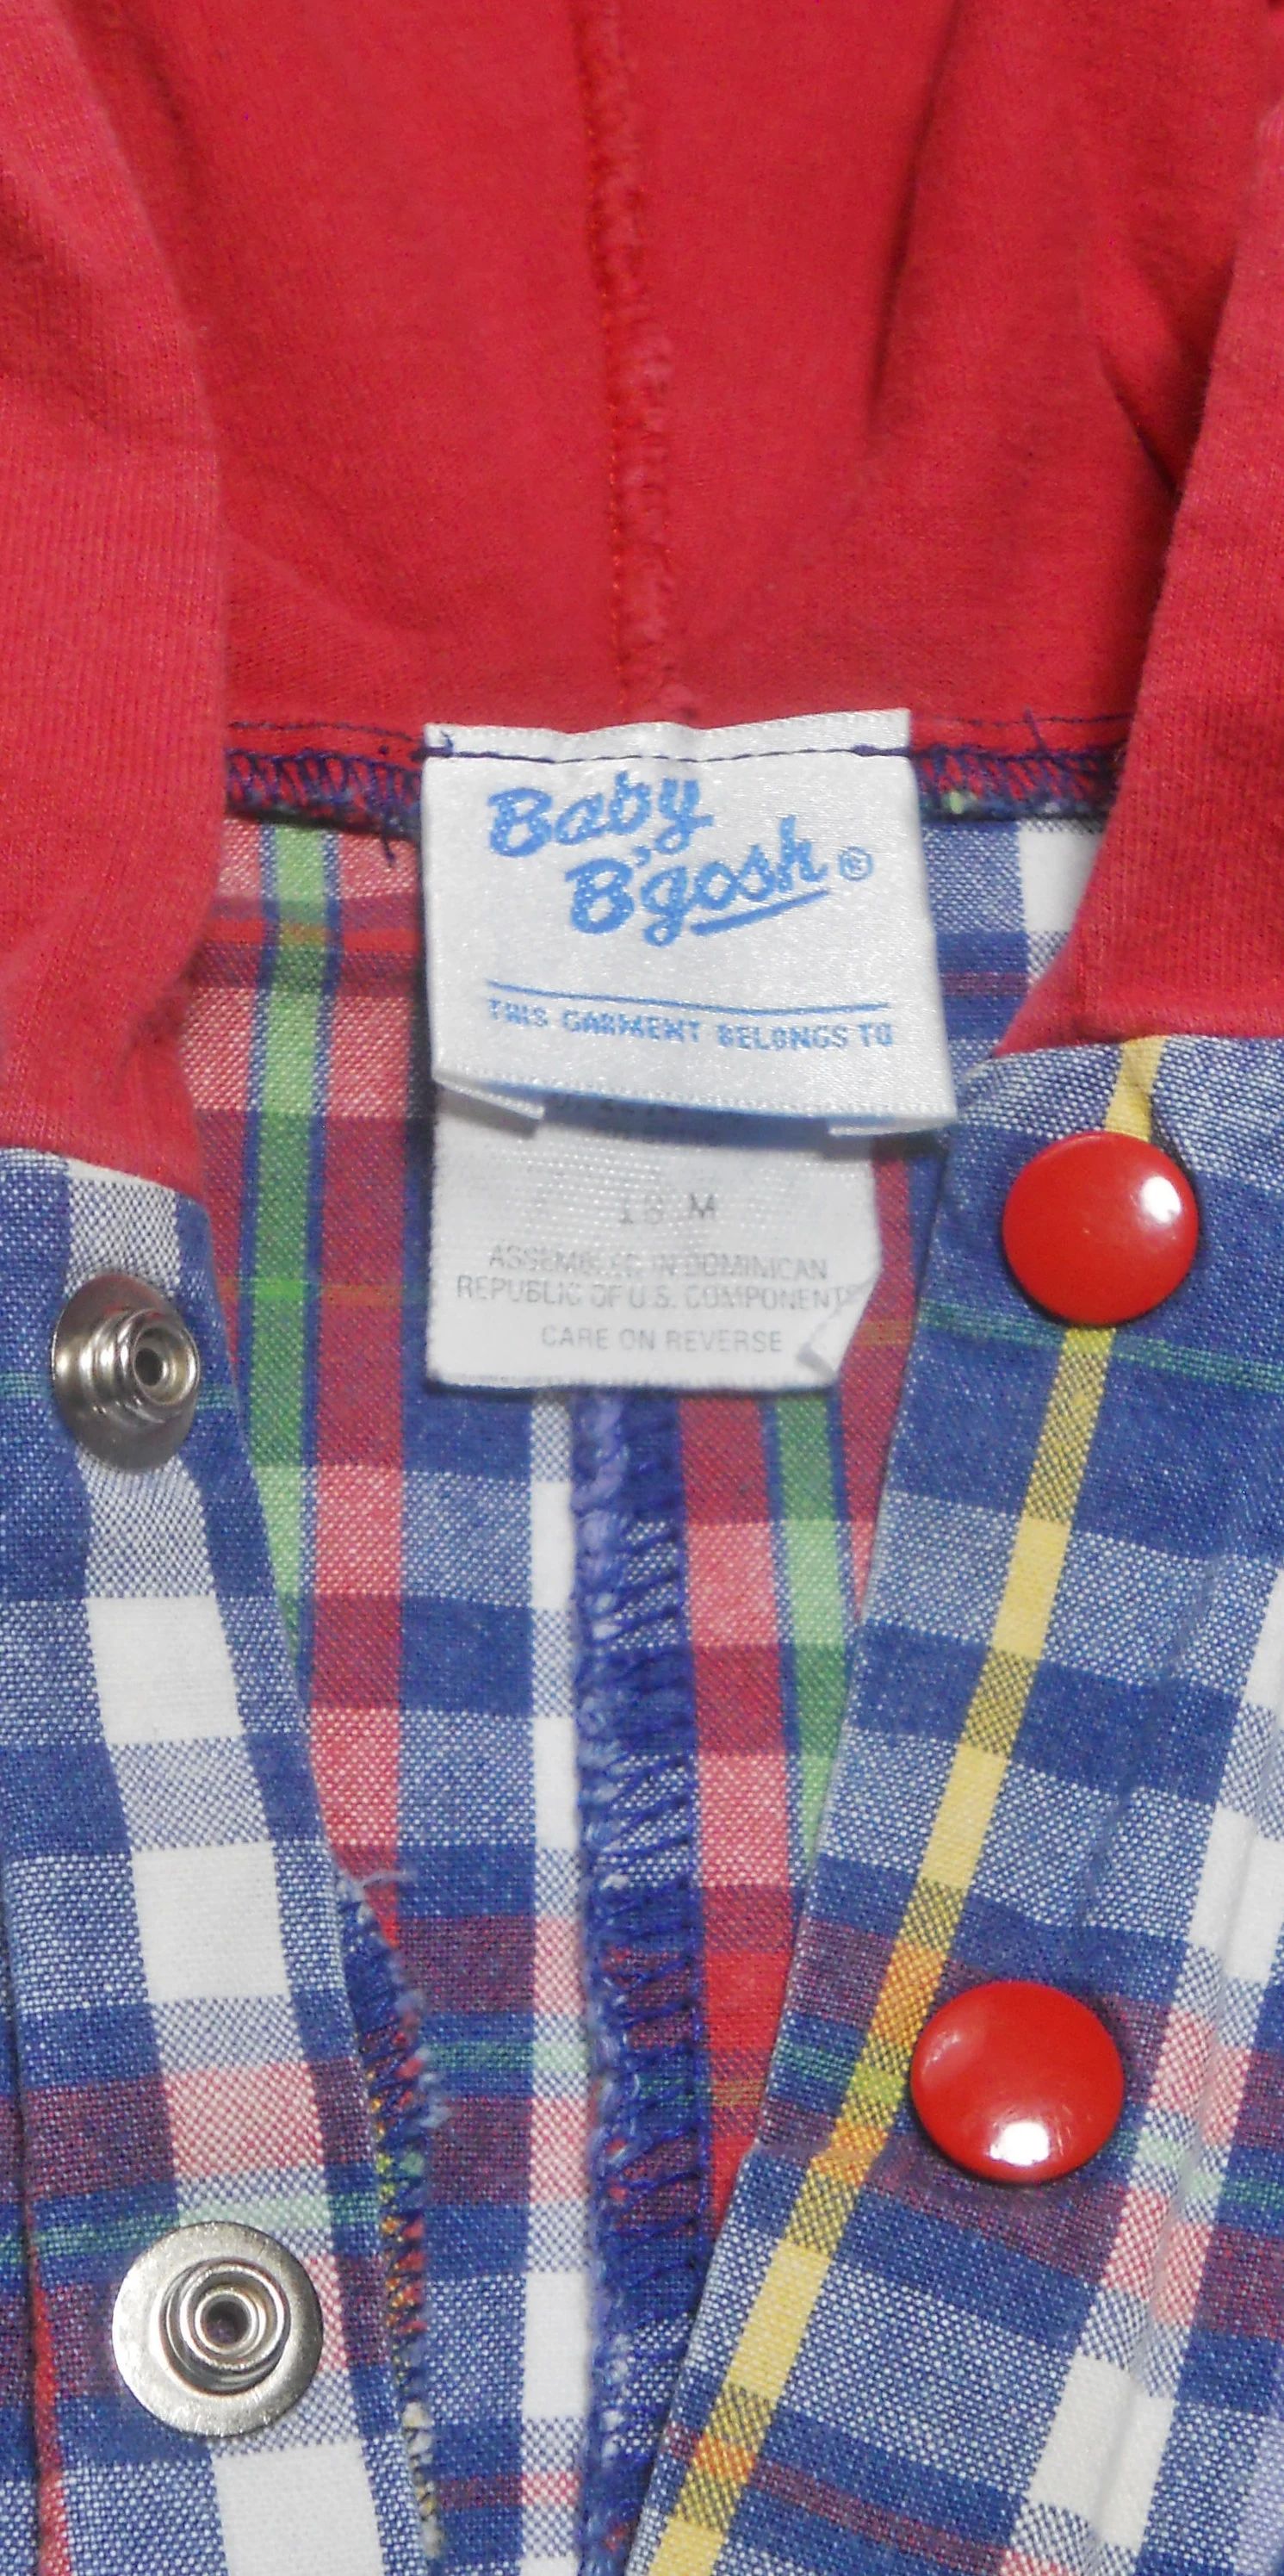 Baby
B'gosh®
THIS GARMENT BELONGS TO
18 M
ASSEMBLED IN DOMINICAN
REPUBLIC OF U.S. COMPONENTS
CARE ON REVERSE